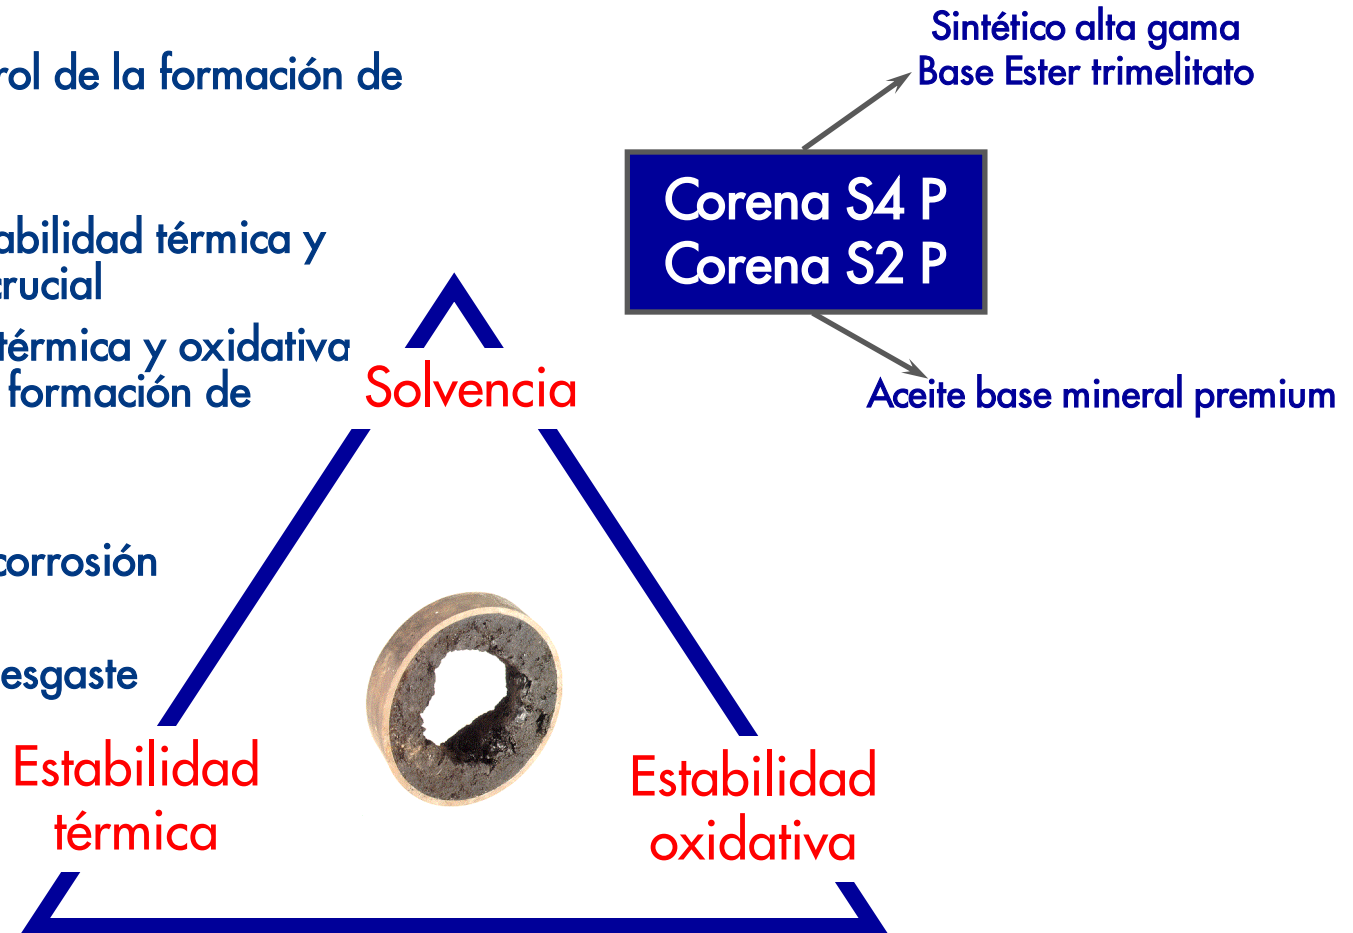 rol de la formación de
abilidad térmica y
crucial
térmica y oxidativa
formación de
corrosión
esgaste
Sintético alta gama
Base Ester trimelitato
Corena S4 P
Corena S2 P
Aceite base mineral premium
Solvencia
Estabilidad
térmica
Estabilidad
oxidativa